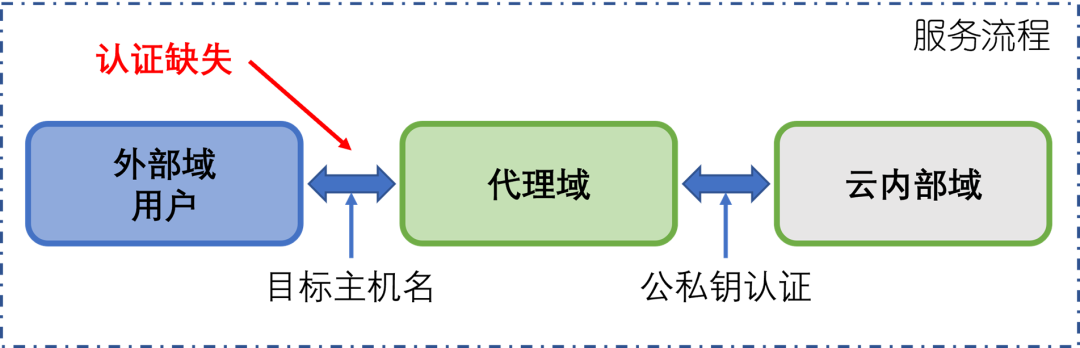 服务流程
认证缺失
外部域
用户
代理域
云内部域
目标主机名
公私钥认证